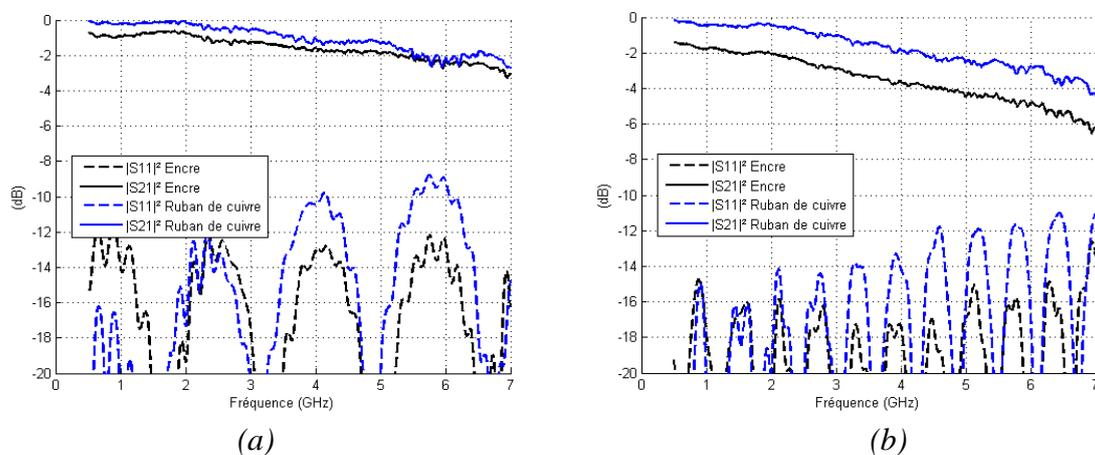 0
-2
-4
-6
-8
-10
-12
-14
-16
-18
-20
(dB)
|S11|² Encre
|S21|² Encre
|S11|² Ruban de cuivre
|S21|² Ruban de cuivre
0 1 2 3 4 5 6 7
Fréquence (GHz)
(a)
0
-2
-4
-6
-8
-10
-12
-14
-16
-18
-20
(dB)
|S11|² Encre
|S21|² Encre
|S11|² Ruban de cuivre
|S21|² Ruban de cuivre
0 1 2 3 4 5 6 7
Fréquence (GHz)
(b)